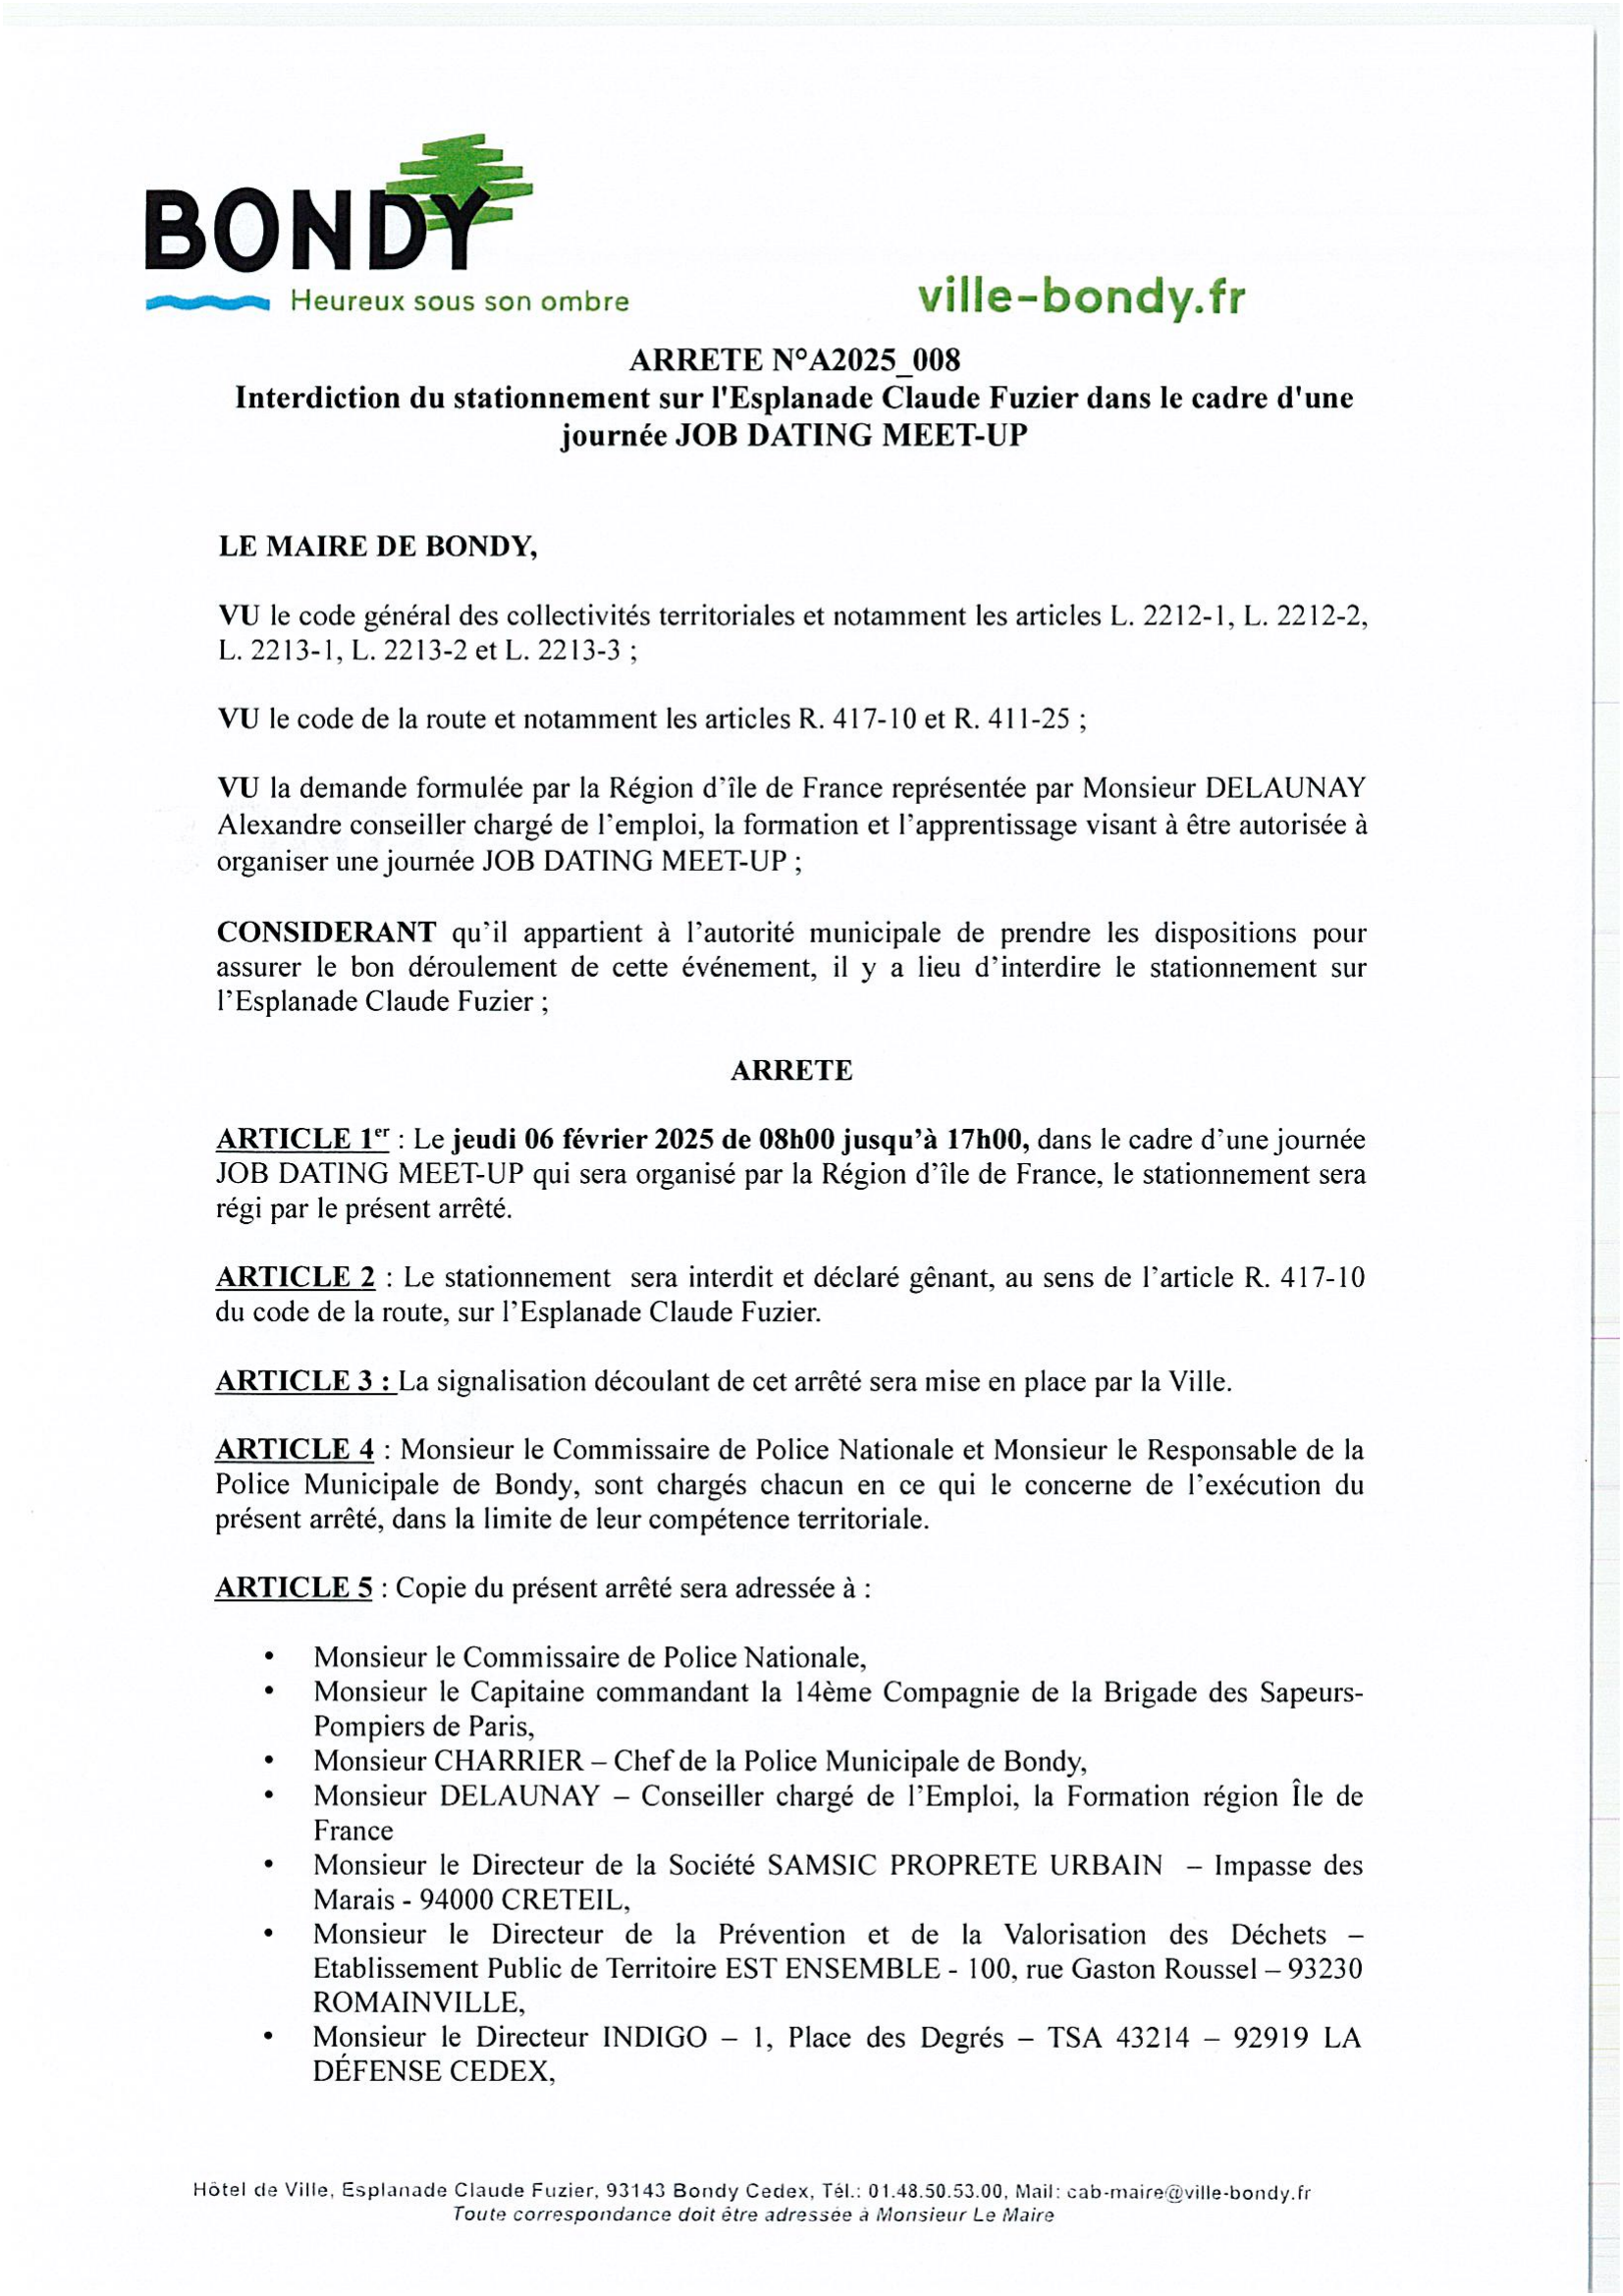 BONDY
Heureux sous son ombre
ville-bondy.fr
ARRETE N°A2025_008
Interdiction du stationnement sur l'Esplanade Claude Fuzier dans le cadre d'une
journée JOB DATING MEET-UP
LE MAIRE DE BONDY,
VU le code général des collectivités territoriales et notamment les articles L. 2212-1, L. 2212-2,
L. 2213-1, L. 2213-2 et L. 2213-3 ;
VU le code de la route et notamment les articles R. 417-10 et R. 411-25 ;
VU la demande formulée par la Région d'île de France représentée par Monsieur DELAUNAY
Alexandre conseiller chargé de l'emploi, la formation et l'apprentissage visant à être autorisée à
organiser une journée JOB DATING MEET-UP ;
CONSIDERANT qu'il appartient à l'autorité municipale de prendre les dispositions pour
assurer le bon déroulement de cette événement, il y a lieu d'interdire le stationnement sur
l'Esplanade Claude Fuzier ;
ARRETE
ARTICLE 1er : Le jeudi 06 février 2025 de 08h00 jusqu'à 17h00, dans le cadre d'une journée
JOB DATING MEET-UP qui sera organisé par la Région d'île de France, le stationnement sera
régi par le présent arrêté.
ARTICLE 2 : Le stationnement sera interdit et déclaré gênant, au sens de l'article R. 417-10
du code de la route, sur l'Esplanade Claude Fuzier.
ARTICLE 3 : La signalisation découlant de cet arrêté sera mise en place par la Ville.
ARTICLE 4 : Monsieur le Commissaire de Police Nationale et Monsieur le Responsable de la
Police Municipale de Bondy, sont chargés chacun en ce qui le concerne de l'exécution du
présent arrêté, dans la limite de leur compétence territoriale.
ARTICLE 5 : Copie du présent arrêté sera adressée à :
• Monsieur le Commissaire de Police Nationale,
• Monsieur le Capitaine commandant la 14ème Compagnie de la Brigade des Sapeurs-
Pompiers de Paris,
• Monsieur CHARRIER – Chef de la Police Municipale de Bondy,
• Monsieur DELAUNAY – Conseiller chargé de l'Emploi, la Formation région Île de
France
• Monsieur le Directeur de la Société SAMSIC PROPRETE URBAIN – Impasse des
Marais - 94000 CRETEIL,
• Monsieur le Directeur de la Prévention et de la Valorisation des Déchets –
Etablissement Public de Territoire EST ENSEMBLE - 100, rue Gaston Roussel – 93230
ROMAINVILLE,
• Monsieur le Directeur INDIGO – 1, Place des Degrés – TSA 43214 – 92919 LA
DÉFENSE CEDEX,
Hôtel de Ville, Esplanade Claude Fuzier, 93143 Bondy Cedex, Tél.: 01.48.50.53.00, Mail: cab-maire@ville-bondy.fr
Toute correspondance doit être adressée à Monsieur Le Maire